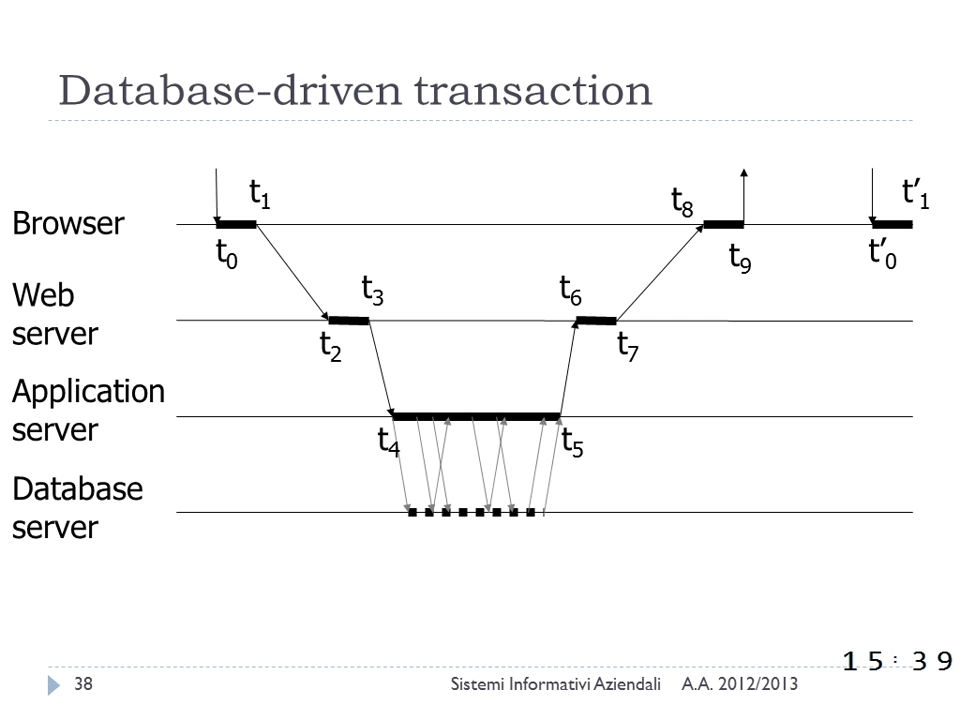 Database-driven transaction
t1
t8
t’1
Browser
t0
t9
t’0
t3
t6
Web
server
t2
t7
Application
server
t4
t5
Database
server
15:39
38
Sistemi Informativi Aziendali A.A. 2012/2013